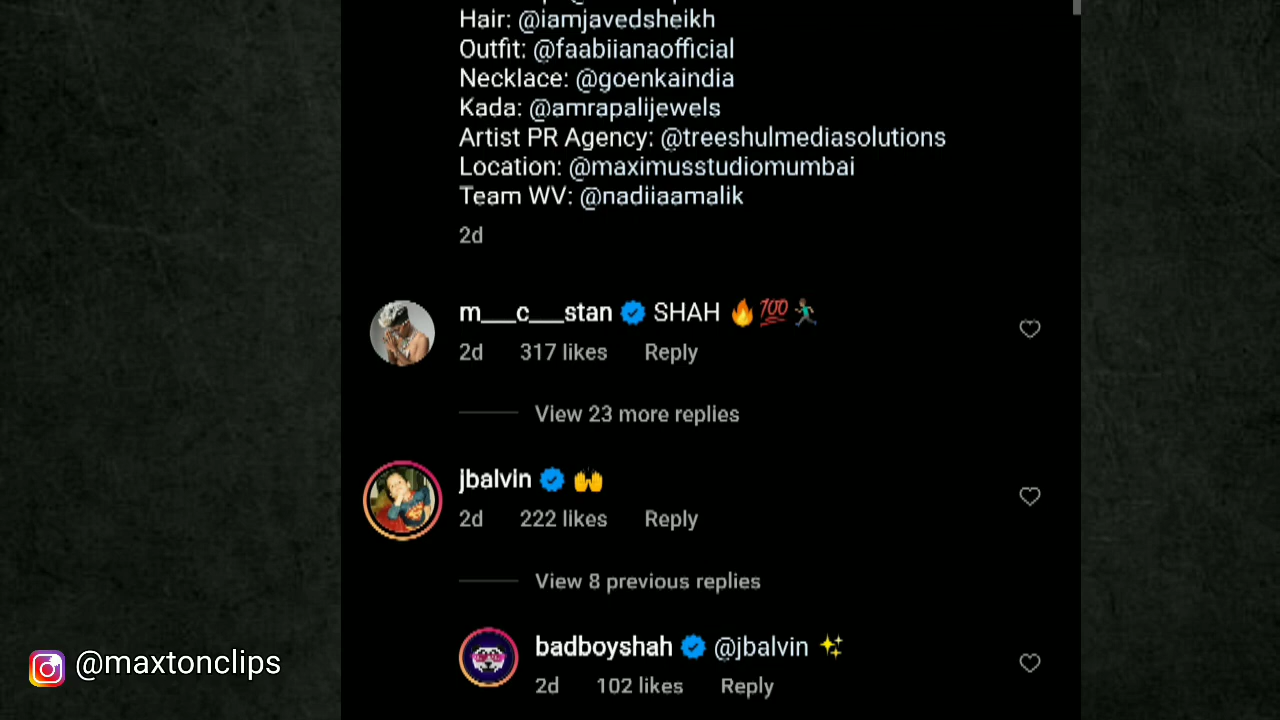 Hair: @iamjavedsheikh
Outfit: @faabiianaofficial
Necklace: @goenkaindia
Kada: @amrapalijewels
Artist PR Agency: @treeshulmediasolutions
Location: @maximusstudiomumbai
Team WV: @nadiiaamalik
2d
m___c___stan SHAH 🔥💯🏃🏽‍♂️
2d 317 likes Reply
View 23 more replies
jbalvin 🙌
2d 222 likes Reply
View 8 previous replies
badboyshah @jbalvin ✨
2d 102 likes Reply
@maxtonclips